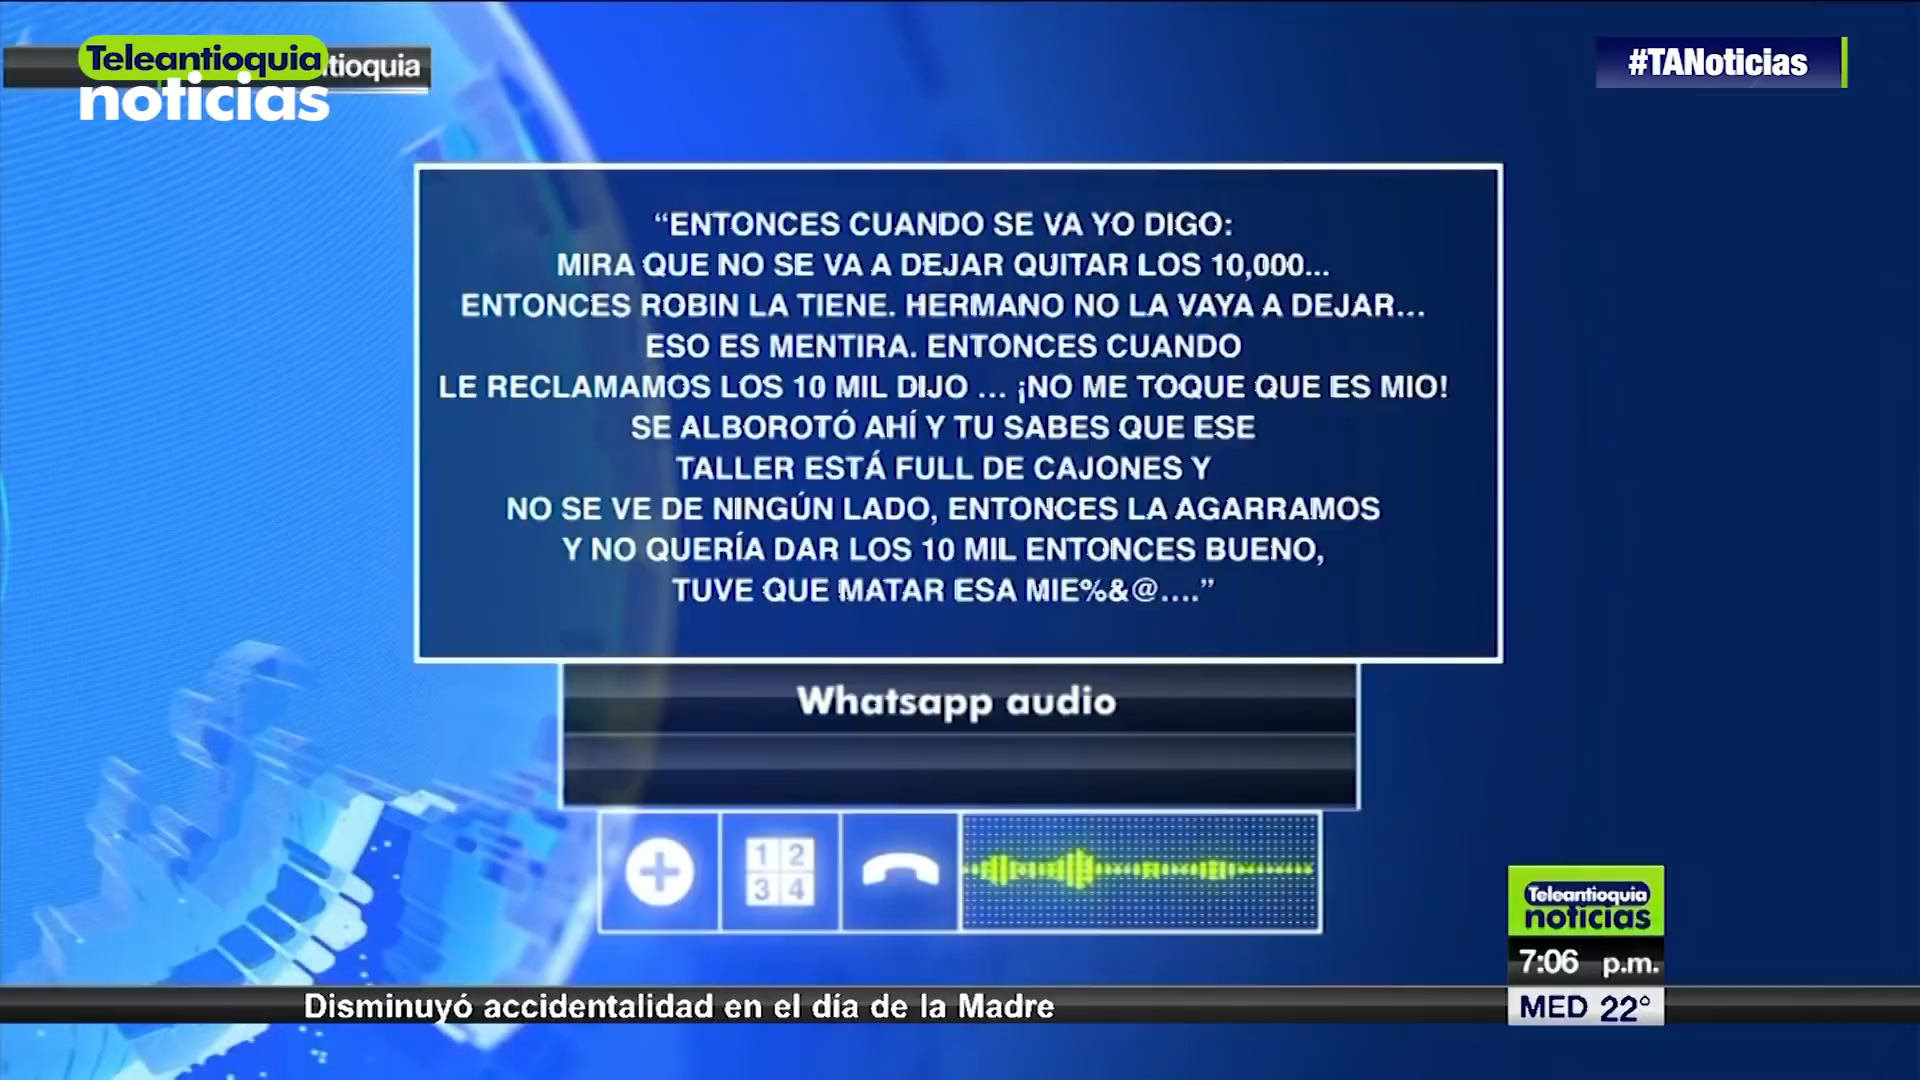 Teleantioquia
noticias
tioquia
#TANoticias
“ENTONCES CUANDO SE VA YO DIGO:
MIRA QUE NO SE VA A DEJAR QUITAR LOS 10,000...
ENTONCES ROBIN LA TIENE. HERMANO NO LA VAYA A DEJAR...
ESO ES MENTIRA. ENTONCES CUANDO
LE RECLAMAMOS LOS 10 MIL DIJO ... ¡NO ME TOQUE QUE ES MIO!
SE ALBOROTÓ AHÍ Y TU SABES QUE ESE
TALLER ESTÁ FULL DE CAJONES Y
NO SE VE DE NINGÚN LADO, ENTONCES LA AGARRAMOS
Y NO QUERÍA DAR LOS 10 MIL ENTONCES BUENO,
TUVE QUE MATAR ESA MIE%&@....”
Whatsapp audio
1 2
3 4
Teleantioquia
noticias
7:06 p.m.
MED 22°
Disminuyó accidentalidad en el día de la Madre